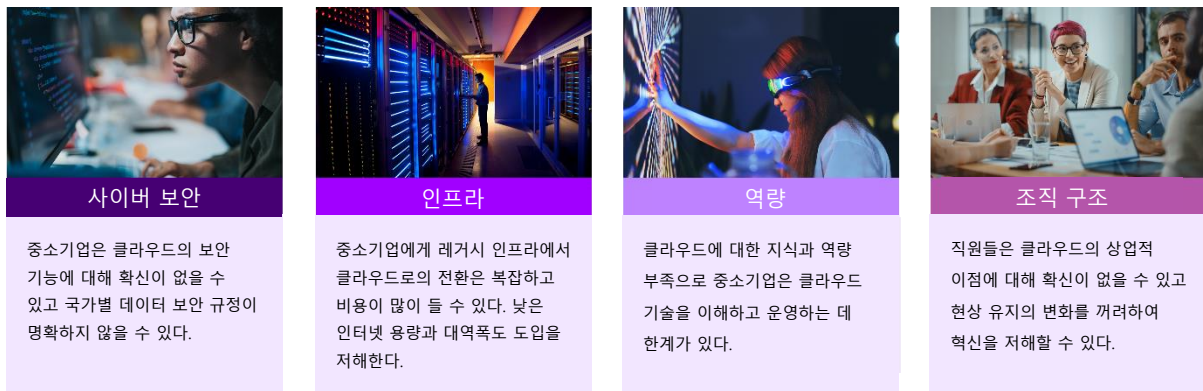 사이버 보안
중소기업은 클라우드의 보안
기능에 대해 확신이 없을 수
있고 국가별 데이터 보안 규정이
명확하지 않을 수 있다.
인프라
중소기업에게 레거시 인프라에서
클라우드로의 전환은 복잡하고
비용이 많이 들 수 있다. 낮은
인터넷 용량과 대역폭도 도입을
저해한다.
역량
클라우드에 대한 지식과 역량
부족으로 중소기업은 클라우드
기술을 이해하고 운영하는 데
한계가 있다.
조직 구조
직원들은 클라우드의 상업적
이점에 대해 확신이 없을 수 있고
현상 유지의 변화를 꺼려하여
혁신을 저해할 수 있다.